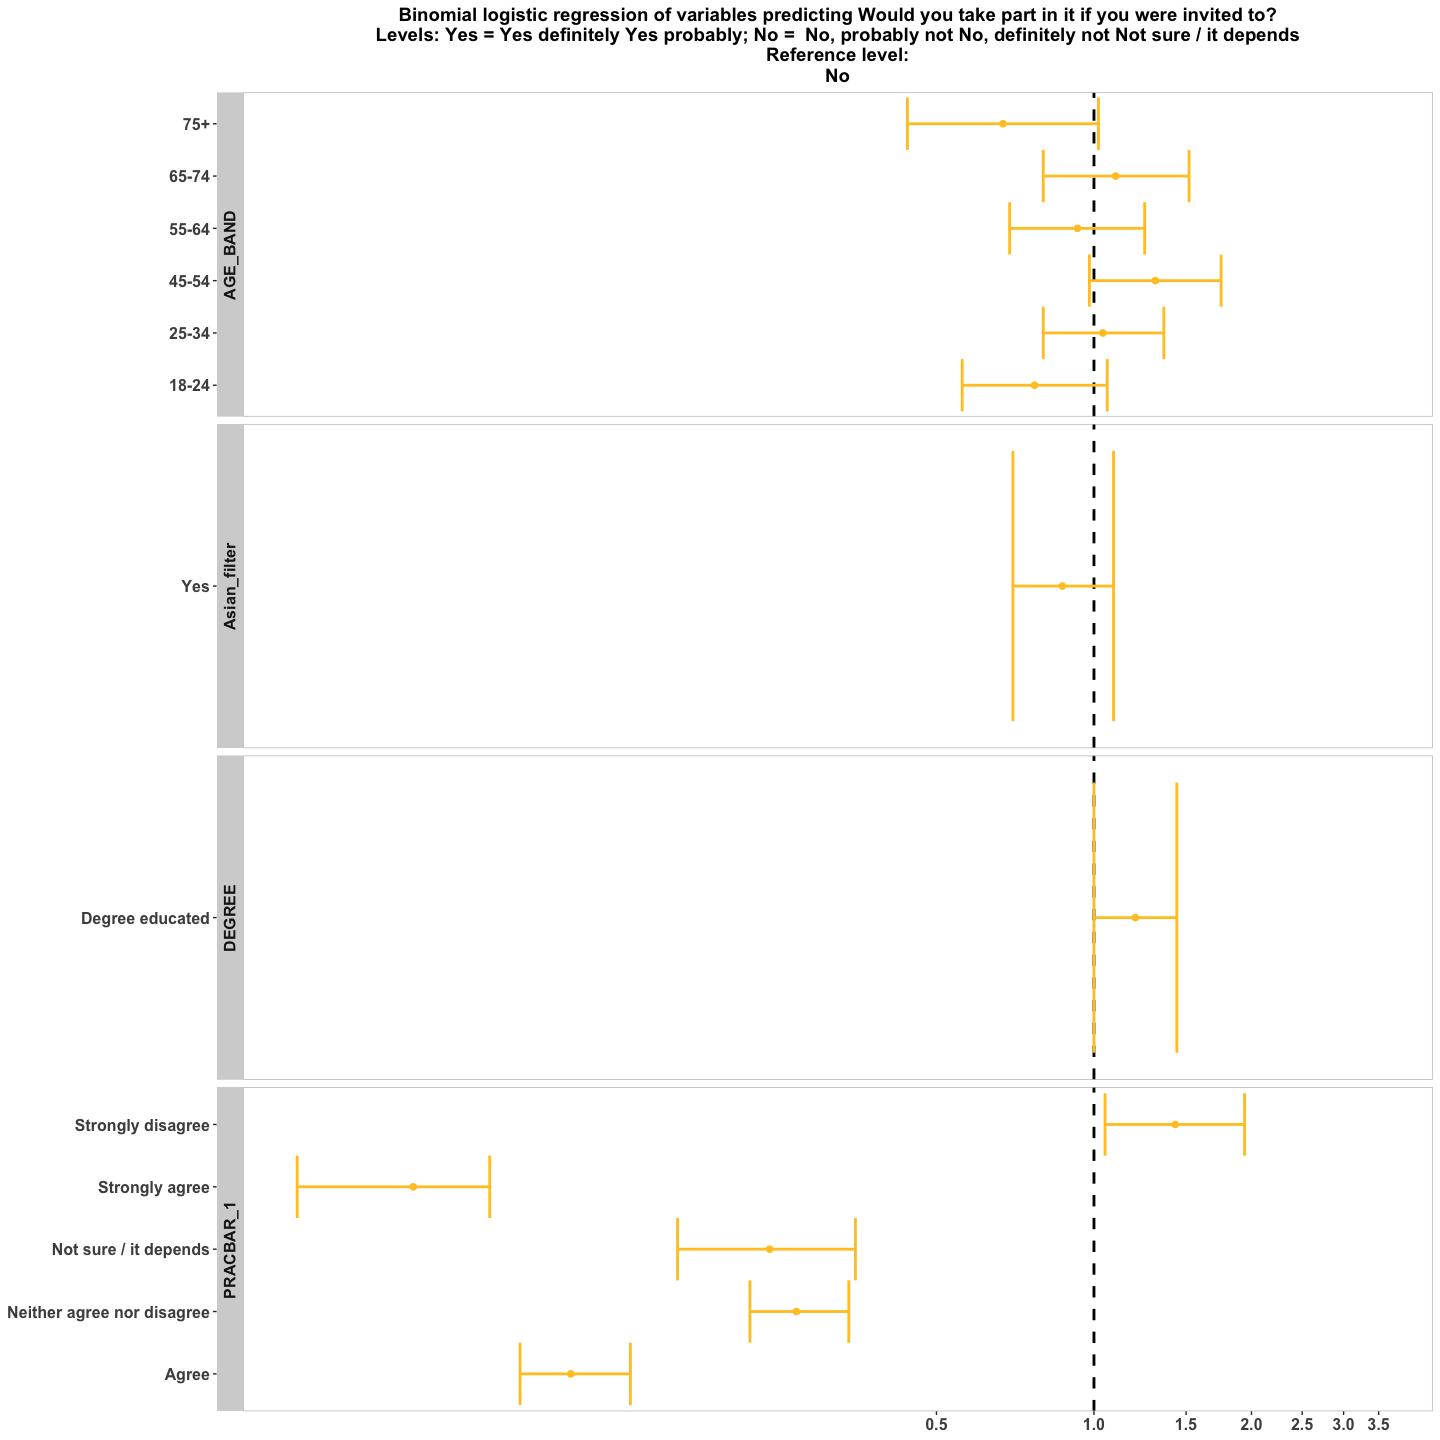 Binomial logistic regression of variables predicting Would you take part in it if you were invited to?
Levels: Yes = Yes definitely Yes probably; No =  No, probably not No, definitely not Not sure / it depends
Reference level:
No
AGE_BAND
75+
65-74
55-64
45-54
25-34
18-24
Asian_filter
Yes
DEGREE
Degree educated
PRACBAR_1
Strongly disagree
Strongly agree
Not sure / it depends
Neither agree nor disagree
Agree
0.5 1.0 1.5 2.0 2.5 3.0 3.5